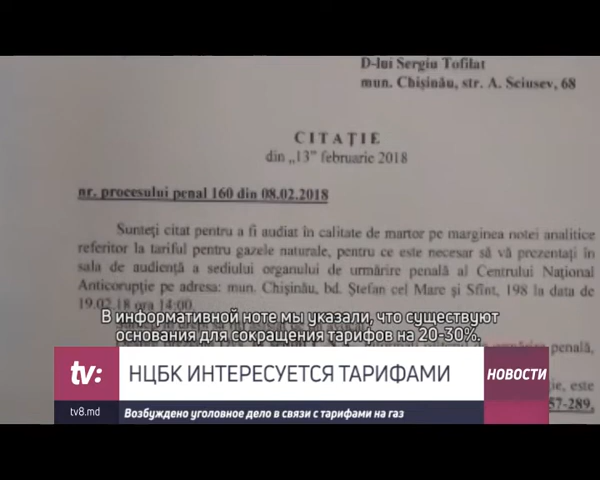 D-lui Sergiu Tofilat
mun. Chișinău, str. A. Sciusev, 68
CITAȚIE
din „13” februarie 2018
nr. procesului penal 160 din 08.02.2018
Sunteți citat pentru a fi audiat în calitate de martor pe marginea notei analitice
referitor la tariful pentru gazele naturale, pentru ce este necesar să vă prezentați în
sala de audiență a sediului organului de urmărire penală al Centrului Național
Anticorupție pe adresa: mun. Chișinău, bd. Ștefan cel Mare și Sfînt, 198 la data de
19.02.18 ora 14:00
В информативной ноте мы указали, что существуют
основания для сокращения тарифов на 20-30%.
penală,
tv:
НЦБК ИНТЕРЕСУЕТСЯ ТАРИФАМИ
НОВОСТИ
este
tv8.md
Возбуждено уголовное дело в связи с тарифами на газ
57-289,